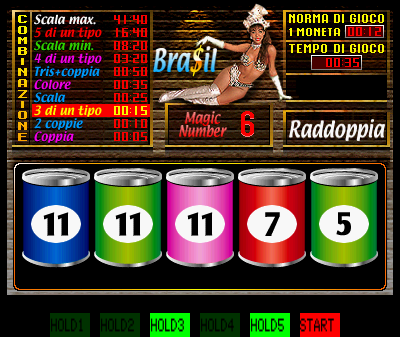 COMBINAZIONE
Scala max. 41:40
5 di un tipo 16:40
Scala min. 08:20
4 di un tipo 03:20
Tris+coppia 00:50
Colore 00:35
Scala 00:25
3 di un tipo 00:15
2 coppie 00:10
Coppia 00:05
Bra$il
NORMA DI GIOCO
1 MONETA 00:12
TEMPO DI GIOCO
00:35
Magic
Number 6
Raddoppia
11 11 11 7 5
HOLD1 HOLD2 HOLD3 HOLD4 HOLD5 START